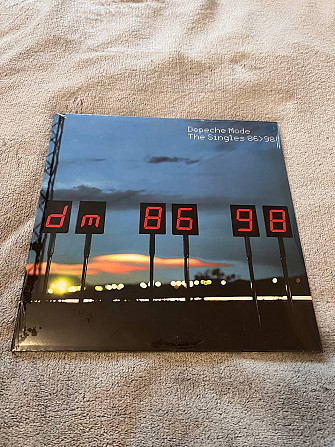 Depeche Mode
The Singles 86>98
dm 86 98